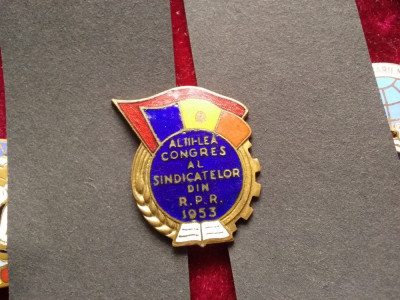 AL III-LEA
CONGRES
AL
SINDICATELOR
DIN
R.P.R.
1953